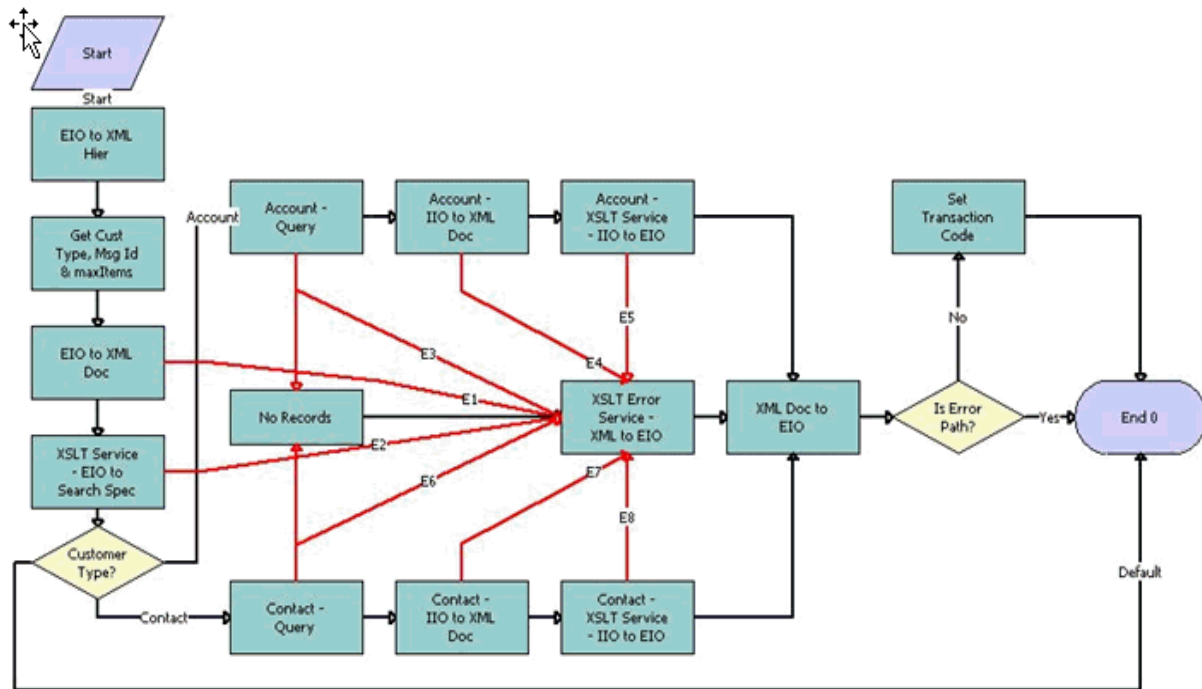 Start
Start
EIO to XML
Hier
Get Cust
Type, Msg Id
& maxItems
EIO to XML
Doc
XSLT Service
- EIO to
Search Spec
Customer
Type?
Account
Contact
Account -
Query
Account -
IIO to XML
Doc
Account -
XSLT Service
- IIO to EIO
E3
E4
E5
E1
No Records
E2
E6
E7
E8
XSLT Error
Service -
XML to EIO
XML Doc to
EIO
Contact -
Query
Contact -
IIO to XML
Doc
Contact -
XSLT Service
- IIO to EIO
Set
Transaction
Code
No
Is Error
Path?
Yes
End 0
Default